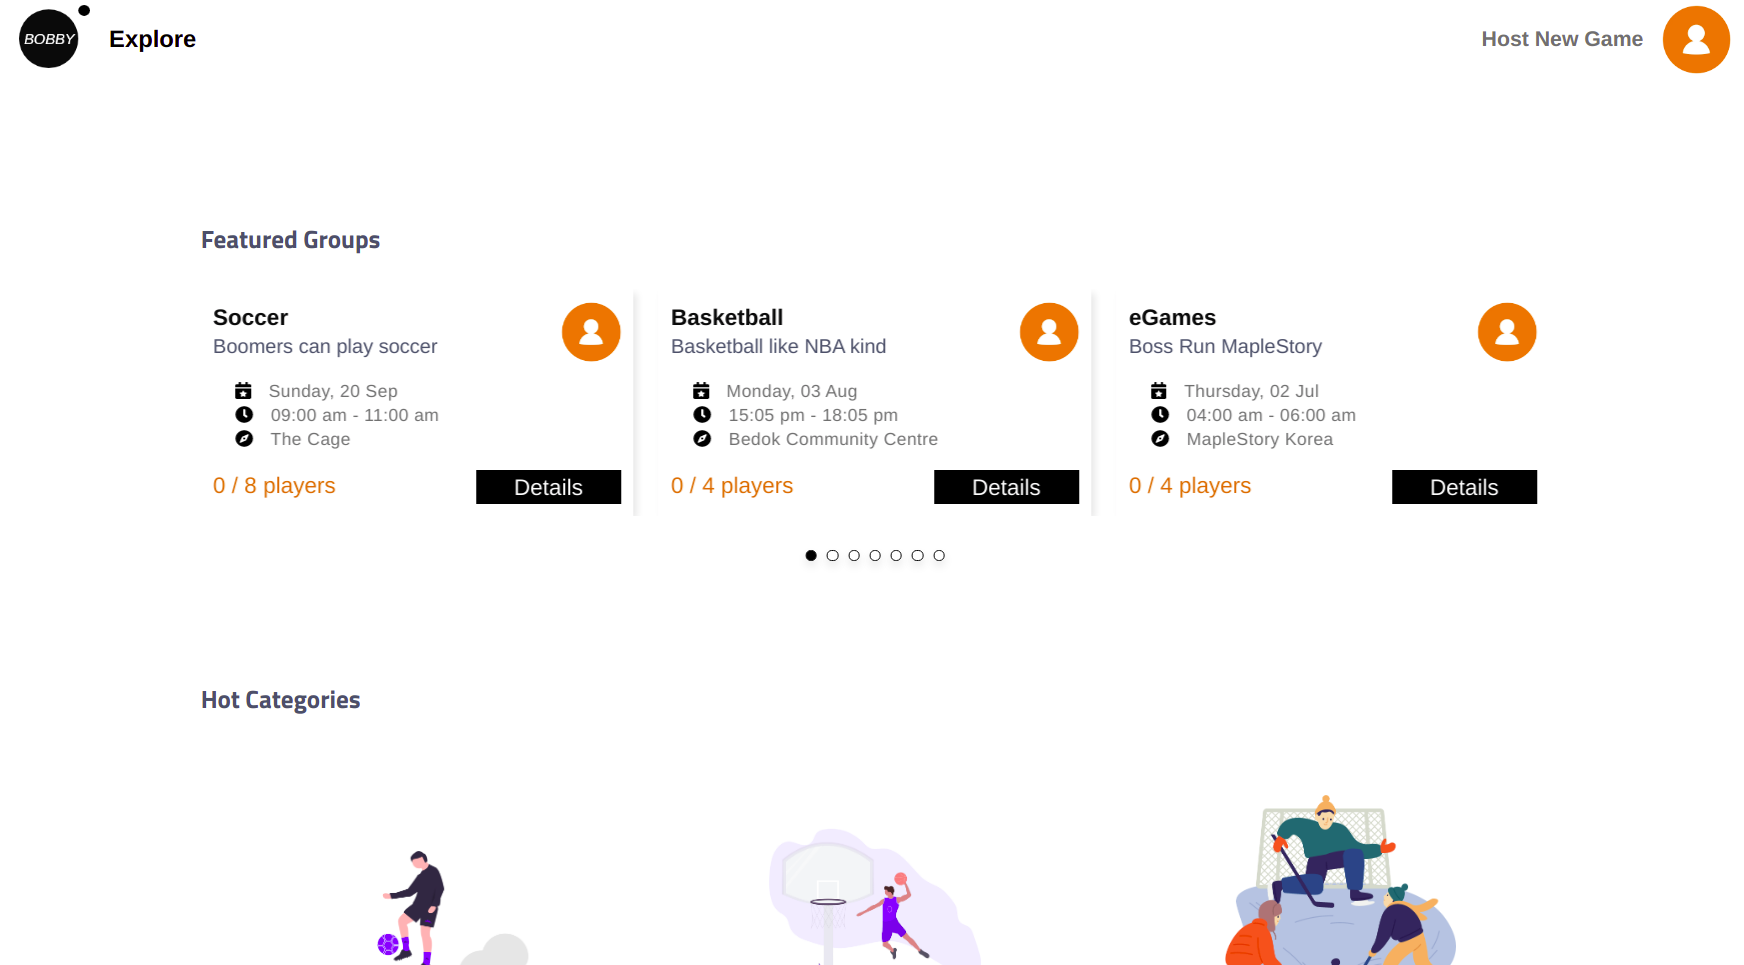 BOBBY
Explore
Host New Game
Featured Groups
Soccer
Boomers can play soccer
Sunday, 20 Sep
09:00 am - 11:00 am
The Cage
0 / 8 players
Details
Basketball
Basketball like NBA kind
Monday, 03 Aug
15:05 pm - 18:05 pm
Bedok Community Centre
0 / 4 players
Details
eGames
Boss Run MapleStory
Thursday, 02 Jul
04:00 am - 06:00 am
MapleStory Korea
0 / 4 players
Details
Hot Categories